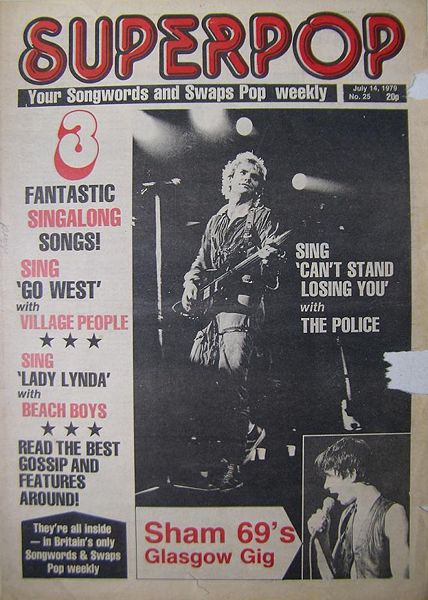 SUPERPOP
Your Songwords and Swaps Pop weekly
July 14, 1979
No. 25 20p
3
FANTASTIC
SINGALONG
SONGS!
SING
'GO WEST'
with
VILLAGE PEOPLE
★ ★ ★
SING
'LADY LYNDA'
with
BEACH BOYS
★ ★ ★
READ THE BEST
GOSSIP AND
FEATURES
AROUND!
They're all inside
— in Britain's only
Songwords & Swaps
Pop weekly
SING
'CAN'T STAND
LOSING YOU'
with
THE POLICE
Sham 69's
Glasgow Gig